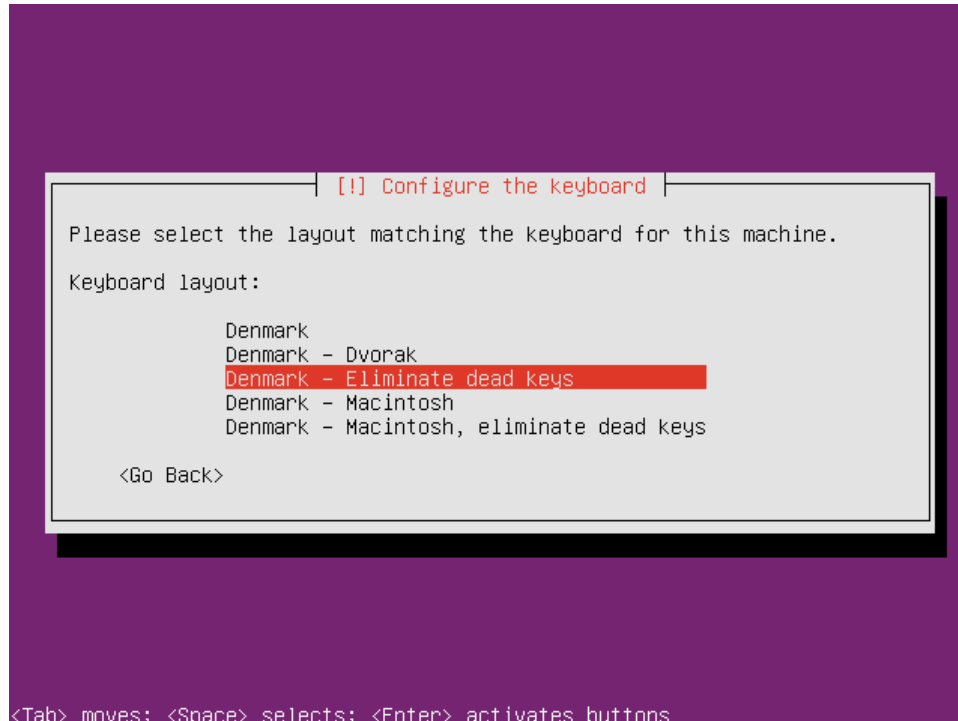 [!] Configure the keyboard
Please select the layout matching the keyboard for this machine.
Keyboard layout:
Denmark
Denmark - Dvorak
Denmark - Eliminate dead keys
Denmark - Macintosh
Denmark - Macintosh, eliminate dead keys
<Go Back>
<Tab> moves; <Space> selects; <Enter> activates buttons